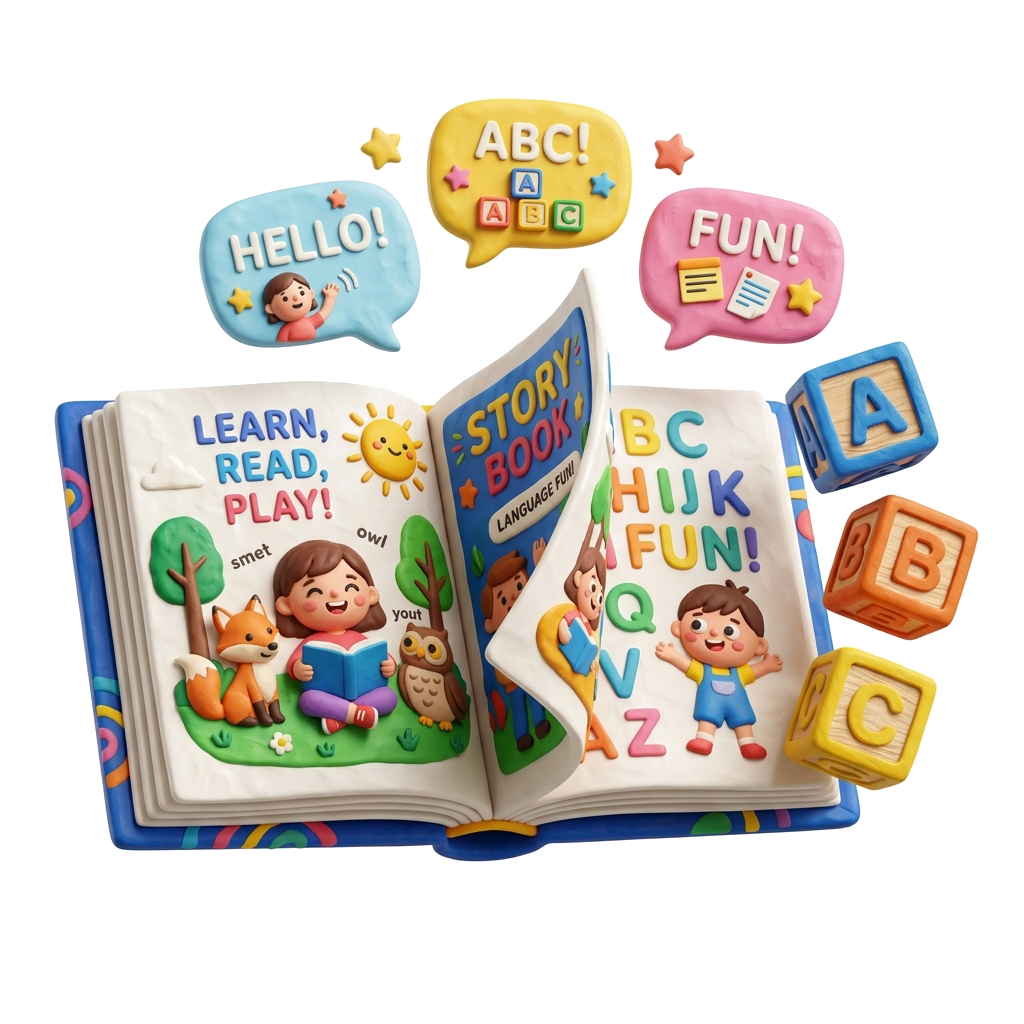 ABC!
A
A B C
HELLO!
FUN!
LEARN,
READ,
PLAY!
smet
owl
yout
STORY
BOOK
LANGUAGE FUN!
BC
HIJK
FUN!
Q
V
A Z
A
B
C